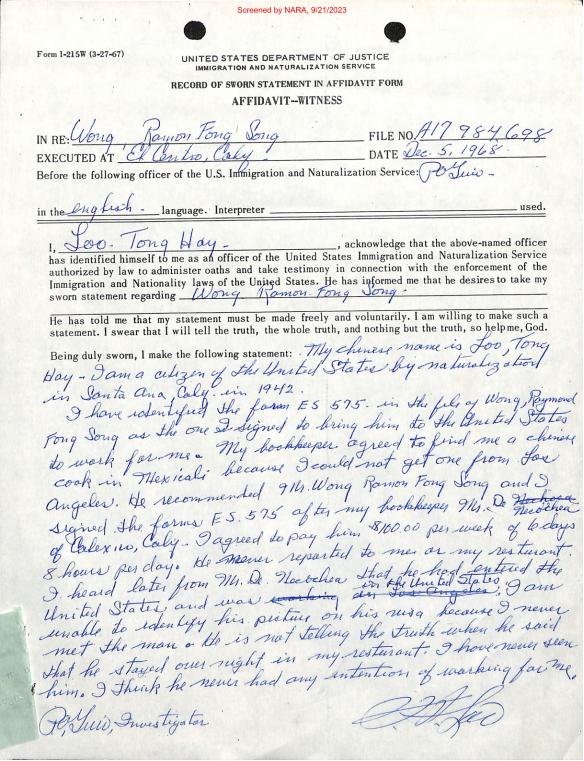 Screened by NARA, 9/21/2023
Form I-215W (3-27-67)
UNITED STATES DEPARTMENT OF JUSTICE
IMMIGRATION AND NATURALIZATION SERVICE
RECORD OF SWORN STATEMENT IN AFFIDAVIT FORM
AFFIDAVIT--WITNESS
IN RE: Wong, Ramon Fong Song FILE NO. A17 984 698
EXECUTED AT El Centro, Caly. DATE Dec. 5, 1968.
Before the following officer of the U.S. Immigration and Naturalization Service:
in the english. language. Interpreter used.
I, Loo-Tong Hay-, acknowledge that the above-named officer
has identified himself to me as an officer of the United States Immigration and Naturalization Service
authorized by law to administer oaths and take testimony in connection with the enforcement of the
Immigration and Nationality laws of the United States. He has informed me that he desires to take my
sworn statement regarding Wong Ramon Fong Song.
He has told me that my statement must be made freely and voluntarily. I am willing to make such a
statement. I swear that I will tell the truth, the whole truth, and nothing but the truth, so help me, God.
Being duly sworn, I make the following statement: My chinese name is Loo, Tong
Hay - I am a citizen of the United States by naturalization
in Santa Ana, Caly. in 1942.
I have identified the form ES 575. in the file of Wong, Raymond
Fong Song as the one I signed to bring him to the United States
to work for me. My bookkeeper agreed to find me a chinese
cook in Mexicali because I could not get one from Los
Angeles. He recommended Mr. Wong Ramon Fong Song and I
signed the forms ES. 575 after my bookkeeper Mr. D. Necochea
of Calexico, Caly. I agreed to pay him $100.00 per week of 6 days
8 hours per day. He never reported to me or my resturant.
I heard later from Mr. D. Necochea that he had entered the
United States and was in the United States. I am
unable to identify his picture on his visa because I never
met the man. He is not telling the truth when he said
that he stayed over night in my resturant. I have never seen
him. I think he never had any intention of working for me.
Investigator